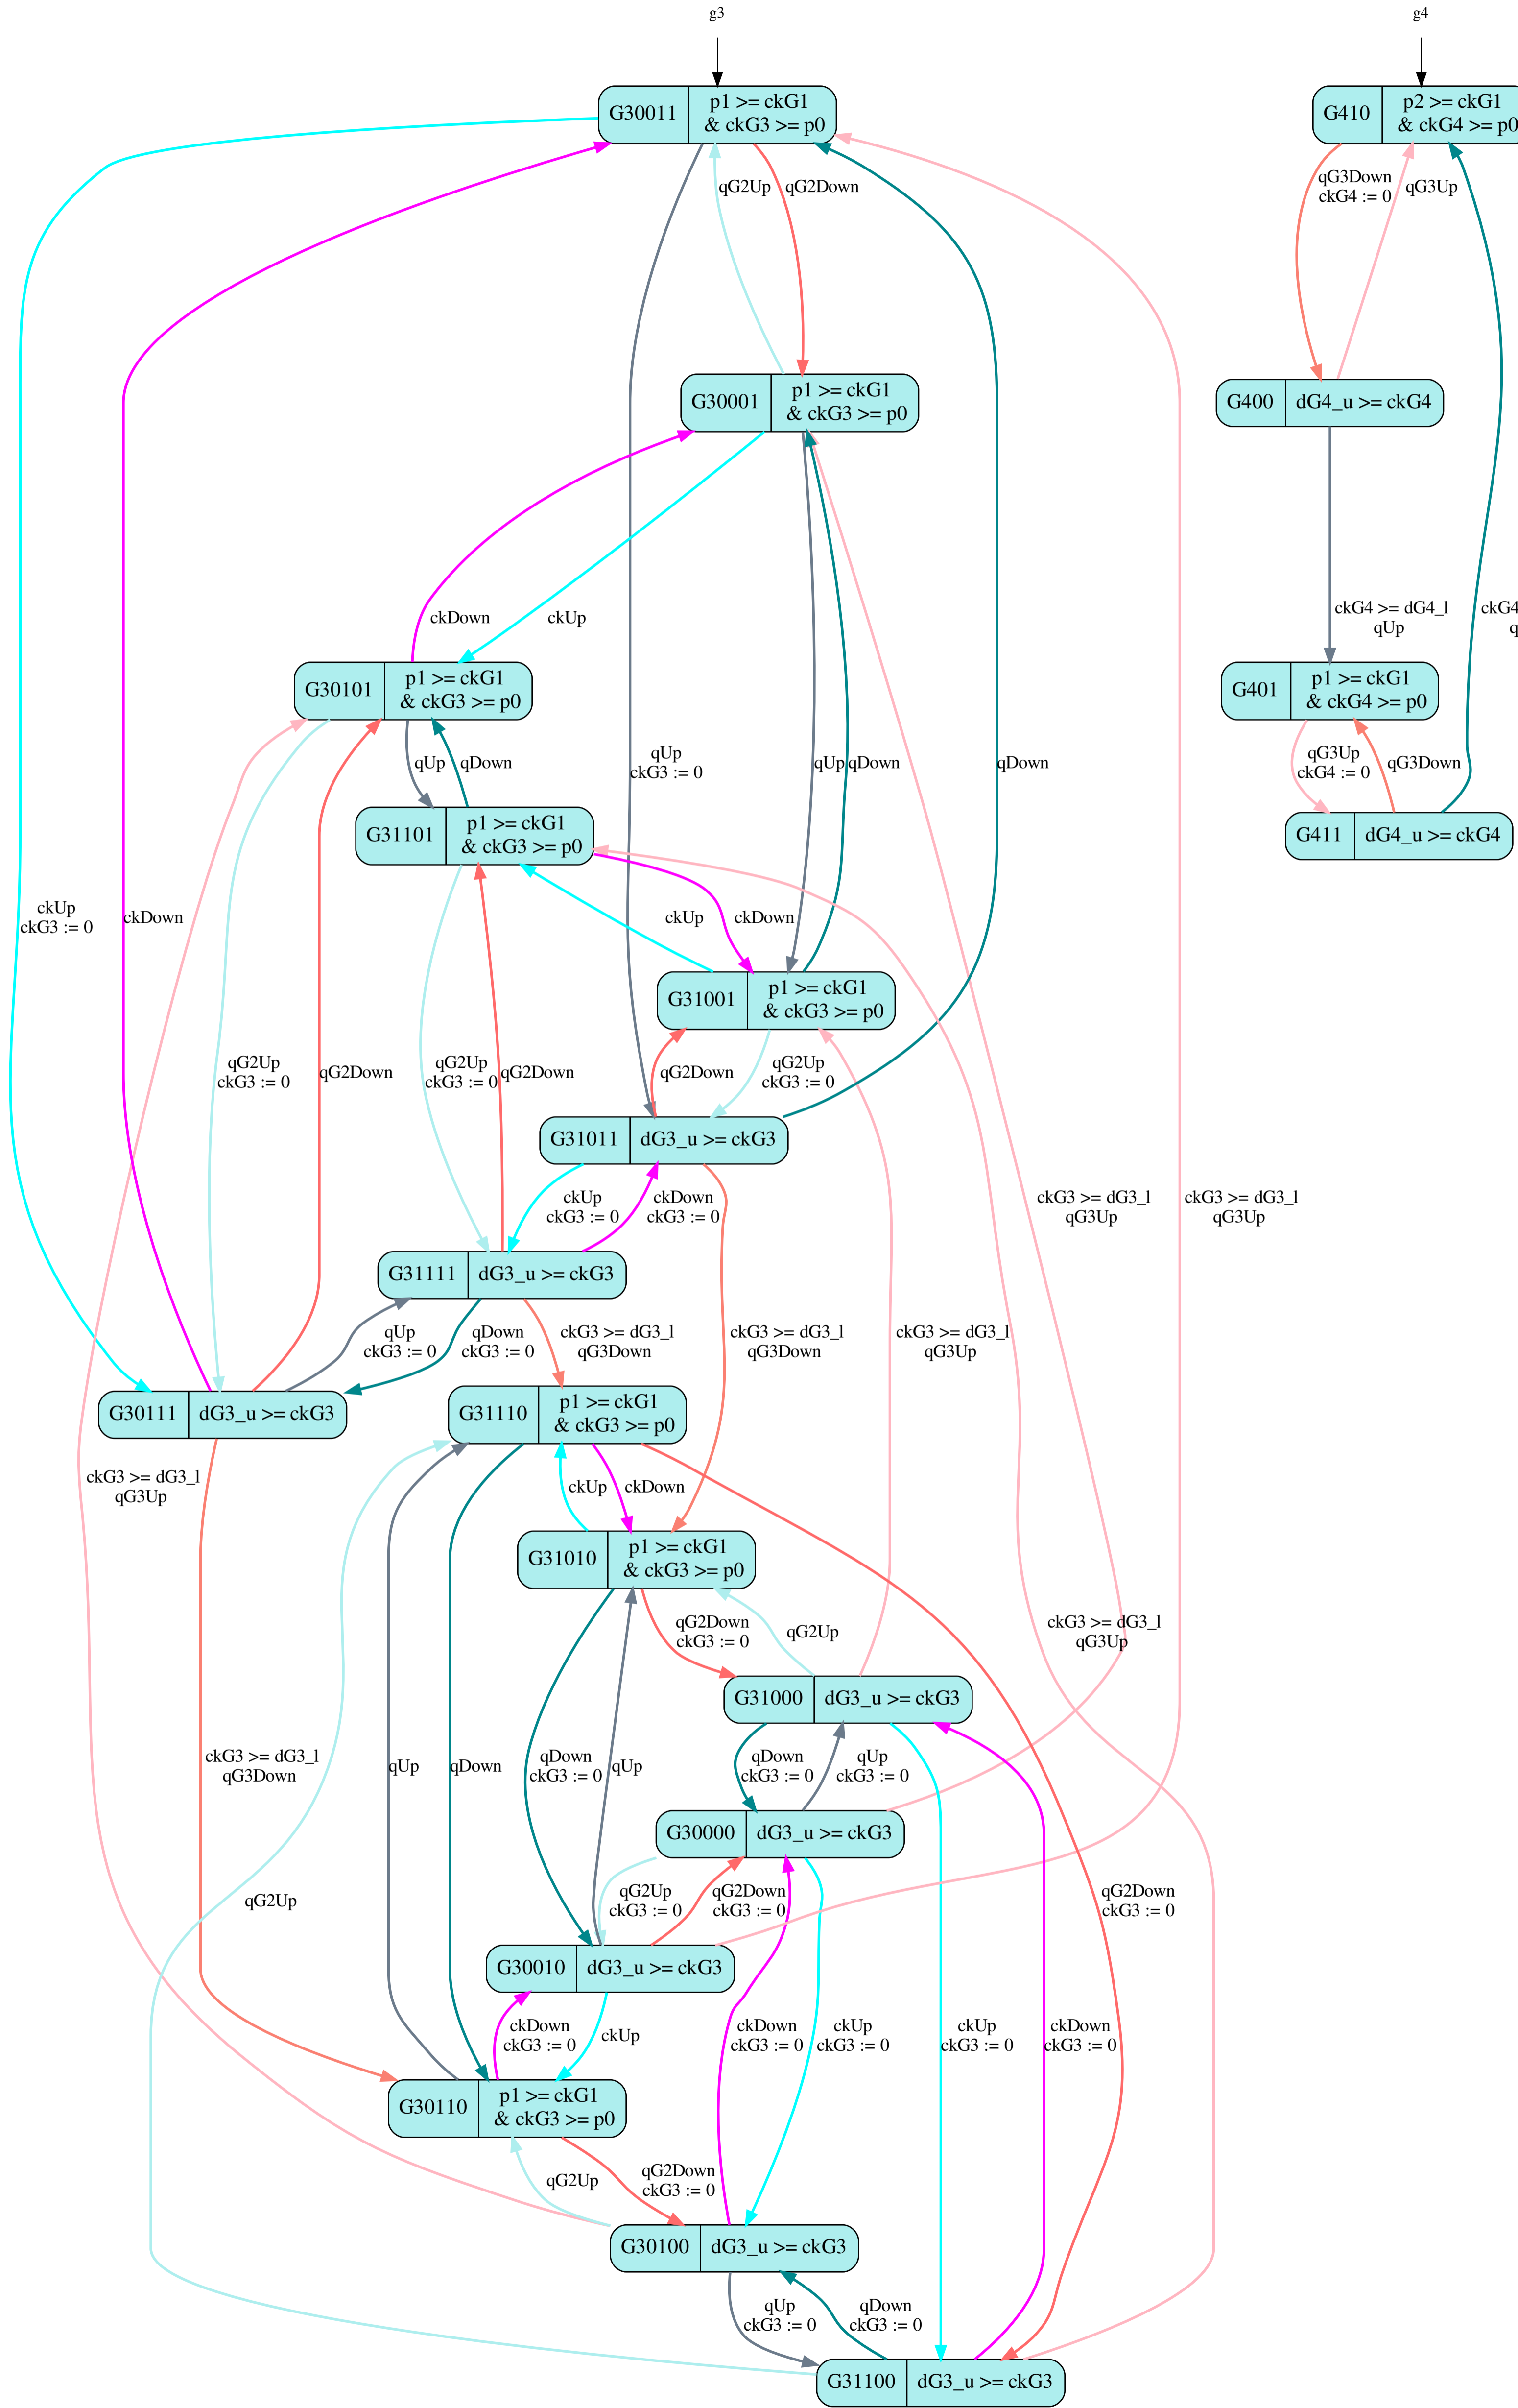 g3
g4
G30011
p1 >= ckG1
& ckG3 >= p0
G410
p2 >= ckG1
& ckG4 >= p0
qG2Up
qG2Down
qG3Down
ckG4 := 0
qG3Up
G30001
p1 >= ckG1
& ckG3 >= p0
G400
dG4_u >= ckG4
ckDown
ckUp
ckG4 >= dG4_l
qUp
ckG4
q
G30101
p1 >= ckG1
& ckG3 >= p0
G401
p1 >= ckG1
& ckG4 >= p0
qUp
qDown
qUp
ckG3 := 0
qUp
qDown
qDown
qG3Up
ckG4 := 0
qG3Down
G31101
p1 >= ckG1
& ckG3 >= p0
G411
dG4_u >= ckG4
ckUp
ckG3 := 0
ckDown
ckUp
ckDown
G31001
p1 >= ckG1
& ckG3 >= p0
qG2Up
ckG3 := 0
qG2Down
qG2Up
ckG3 := 0
qG2Down
qG2Down
qG2Up
ckG3 := 0
G31011
dG3_u >= ckG3
ckUp
ckG3 := 0
ckDown
ckG3 := 0
ckG3 >= dG3_l
qG3Up
ckG3 >= dG3_l
qG3Up
G31111
dG3_u >= ckG3
qUp
ckG3 := 0
qDown
ckG3 := 0
ckG3 >= dG3_l
qG3Down
ckG3 >= dG3_l
qG3Down
ckG3 >= dG3_l
qG3Up
G30111
dG3_u >= ckG3
G31110
p1 >= ckG1
& ckG3 >= p0
ckG3 >= dG3_l
qG3Up
ckUp
ckDown
G31010
p1 >= ckG1
& ckG3 >= p0
qG2Down
ckG3 := 0
qG2Up
ckG3 >= dG3_l
qG3Up
G31000
dG3_u >= ckG3
ckG3 >= dG3_l
qG3Down
qUp
qDown
qDown
ckG3 := 0
qUp
qDown
ckG3 := 0
qUp
ckG3 := 0
G30000
dG3_u >= ckG3
qG2Up
qG2Up
ckG3 := 0
qG2Down
ckG3 := 0
qG2Down
ckG3 := 0
G30010
dG3_u >= ckG3
ckDown
ckG3 := 0
ckUp
ckDown
ckG3 := 0
ckUp
ckG3 := 0
ckUp
ckG3 := 0
ckDown
ckG3 := 0
G30110
p1 >= ckG1
& ckG3 >= p0
qG2Up
qG2Down
ckG3 := 0
G30100
dG3_u >= ckG3
qUp
ckG3 := 0
qDown
ckG3 := 0
G31100
dG3_u >= ckG3